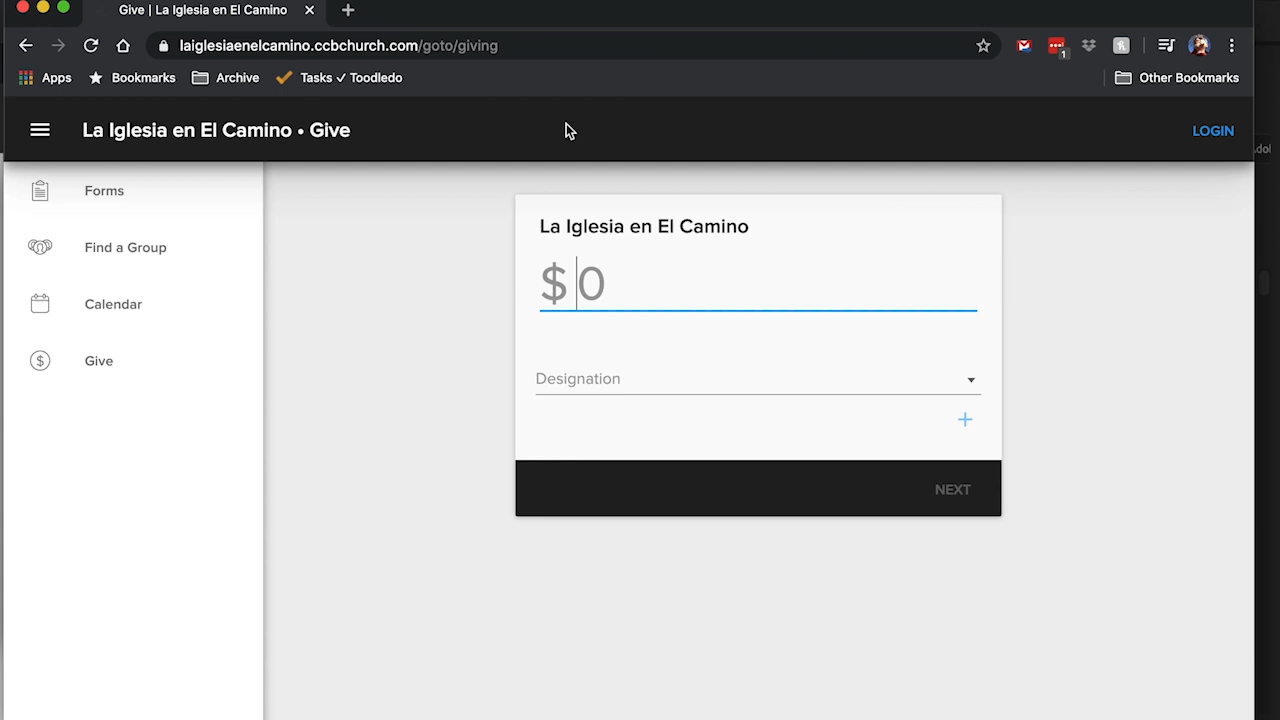 Give | La Iglesia en El Camino
laiglesiaenelcamino.ccbchurch.com/goto/giving
1
Apps Bookmarks Archive Tasks ✓ Toodledo Other Bookmarks
La Iglesia en El Camino • Give LOGIN
Forms
Find a Group
Calendar
Give
La Iglesia en El Camino
$ 0
Designation
NEXT